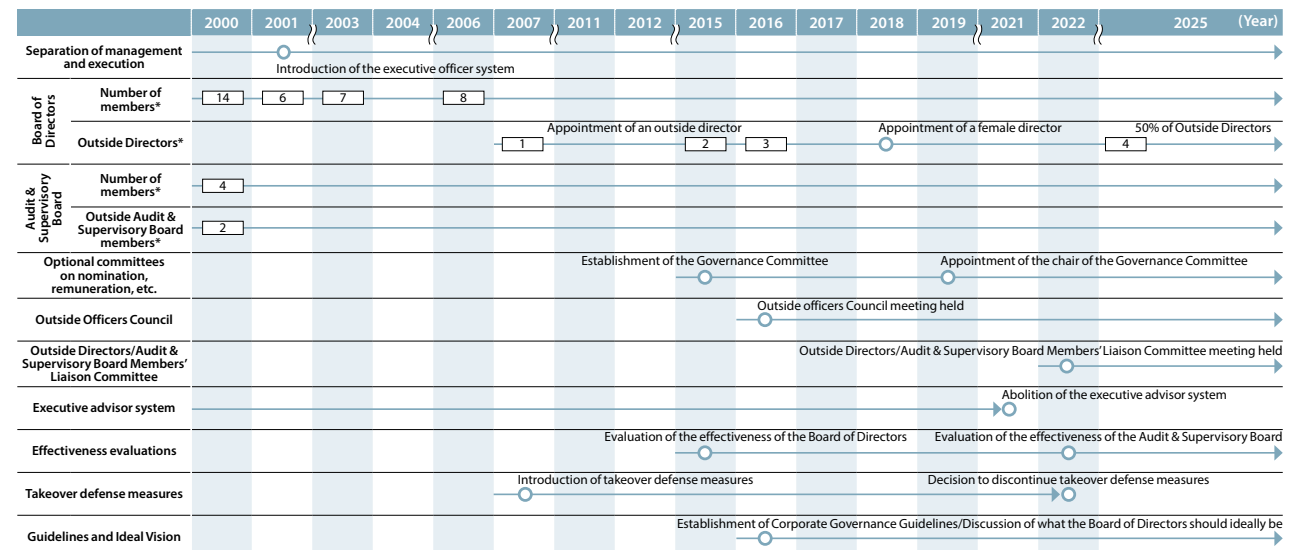 2000 2001 2003 2004 2006 2007 2011 2012 2015 2016 2017 2018 2019 2021 2022 2025 (Year)
Separation of management
and execution
Introduction of the executive officer system
Board of
Directors
Number of
members*
14 6 7 8
Outside Directors*
Appointment of an outside director Appointment of a female director 50% of Outside Directors
1 2 3 4
Audit &
Supervisory
Board
Number of
members*
4
Outside Audit &
Supervisory Board
members*
2
Optional committees
on nomination,
remuneration, etc.
Establishment of the Governance Committee Appointment of the chair of the Governance Committee
Outside Officers Council
Outside officers Council meeting held
Outside Directors/Audit &
Supervisory Board Members’
Liaison Committee
Outside Directors/Audit & Supervisory Board Members’ Liaison Committee meeting held
Executive advisor system
Abolition of the executive advisor system
Effectiveness evaluations
Evaluation of the effectiveness of the Board of Directors Evaluation of the effectiveness of the Audit & Supervisory Board
Takeover defense measures
Introduction of takeover defense measures Decision to discontinue takeover defense measures
Guidelines and Ideal Vision
Establishment of Corporate Governance Guidelines/Discussion of what the Board of Directors should ideally be